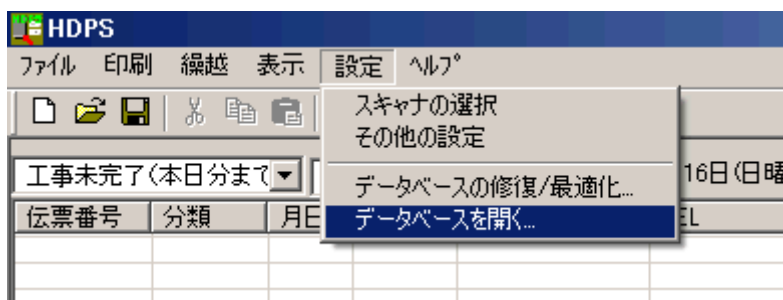 HDPS
ﾌｧｲﾙ 印刷 繰越 表示 設定 ﾍﾙﾌﾟ
スキャナの選択
その他の設定
工事未完了(本日分まで
データベースの修復/最適化...
16日(日曜
伝票番号 分類 月日
データベースを開く...
EL